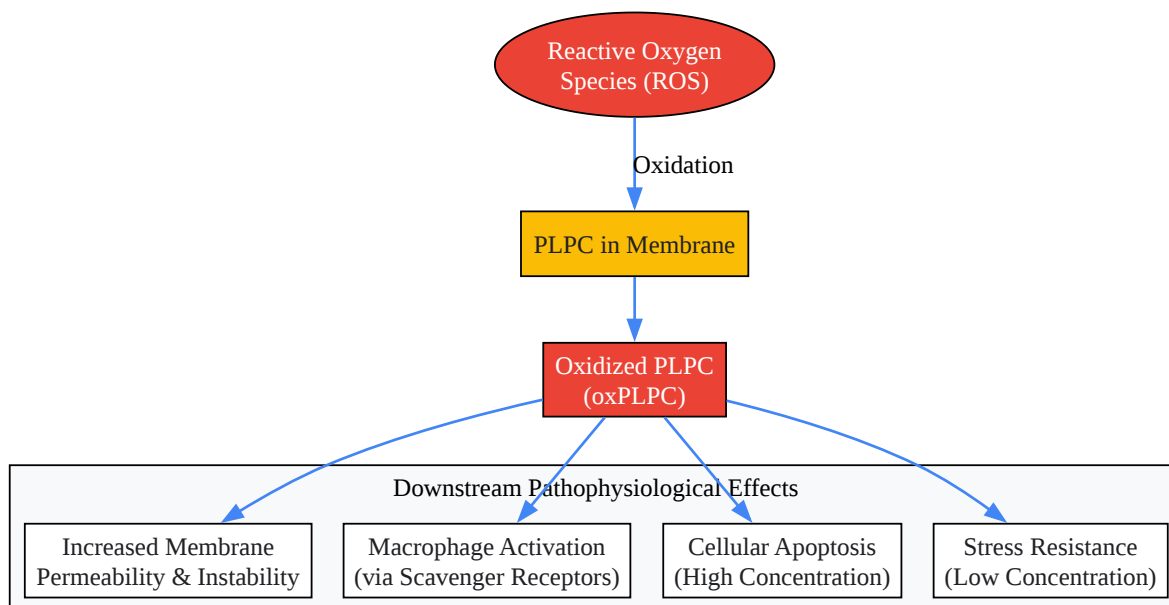 Reactive Oxygen
Species (ROS)
Oxidation
PLPC in Membrane
Oxidized PLPC
(oxPLPC)
Downstream Pathophysiological Effects
Increased Membrane
Permeability & Instability
Macrophage Activation
(via Scavenger Receptors)
Cellular Apoptosis
(High Concentration)
Stress Resistance
(Low Concentration)